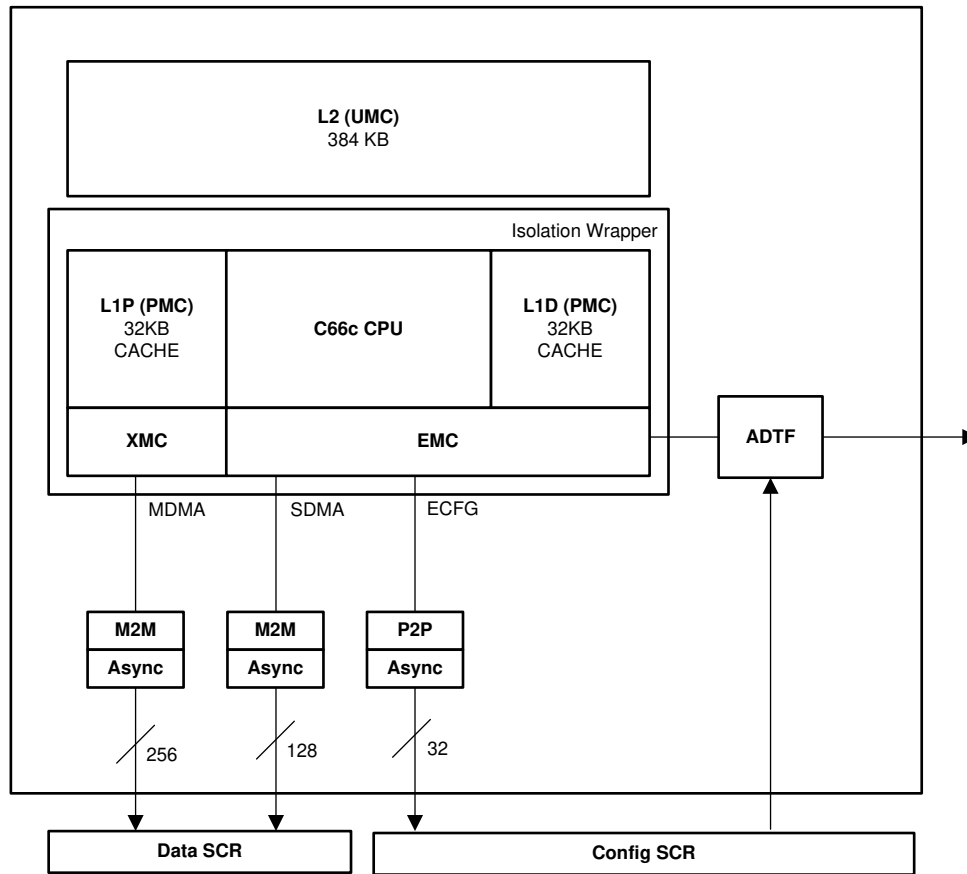 L2 (UMC)
384 KB
Isolation Wrapper
L1P (PMC)
32KB
CACHE
C66c CPU
L1D (PMC)
32KB
CACHE
XMC
EMC
ADTF
MDMA
SDMA
ECFG
M2M
Async
M2M
Async
P2P
Async
256
128
32
Data SCR
Config SCR